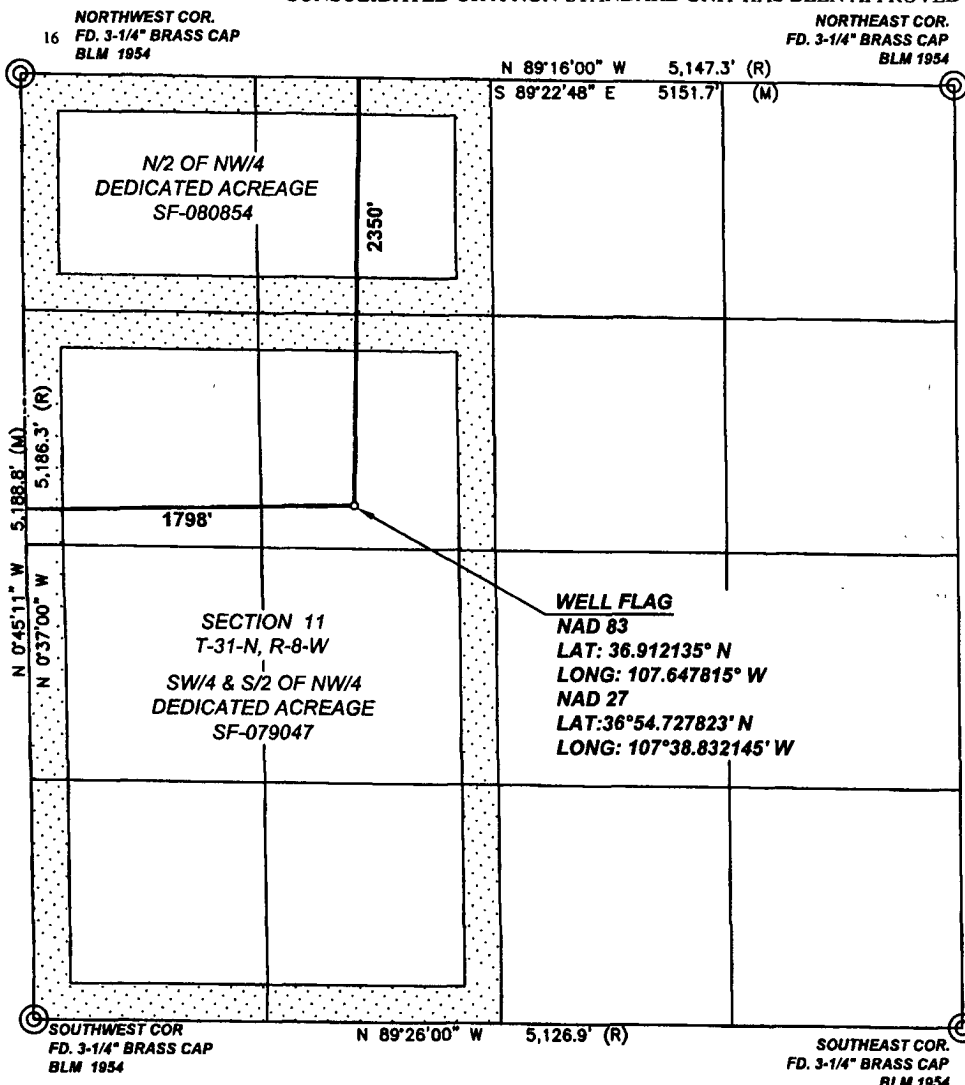 NORTHWEST COR.
16 FD. 3-1/4" BRASS CAP
BLM 1954
NORTHEAST COR.
FD. 3-1/4" BRASS CAP
BLM 1954
N 89°16'00" W 5,147.3' (R)
S 89°22'48" E 5151.7' (M)
N/2 OF NW/4
DEDICATED ACREAGE
SF-080854
2350'
N 0°45'11" W 5,188.8' (M)
N 0°37'00" W 5,186.3' (R)
1798'
WELL FLAG
NAD 83
LAT: 36.912135° N
LONG: 107.647815° W
NAD 27
LAT:36°54.727823' N
LONG: 107°38.832145' W
SECTION 11
T-31-N, R-8-W
SW/4 & S/2 OF NW/4
DEDICATED ACREAGE
SF-079047
SOUTHWEST COR
FD. 3-1/4" BRASS CAP
BLM 1954
N 89°26'00" W 5,126.9' (R)
SOUTHEAST COR.
FD. 3-1/4" BRASS CAP
BLM 1954